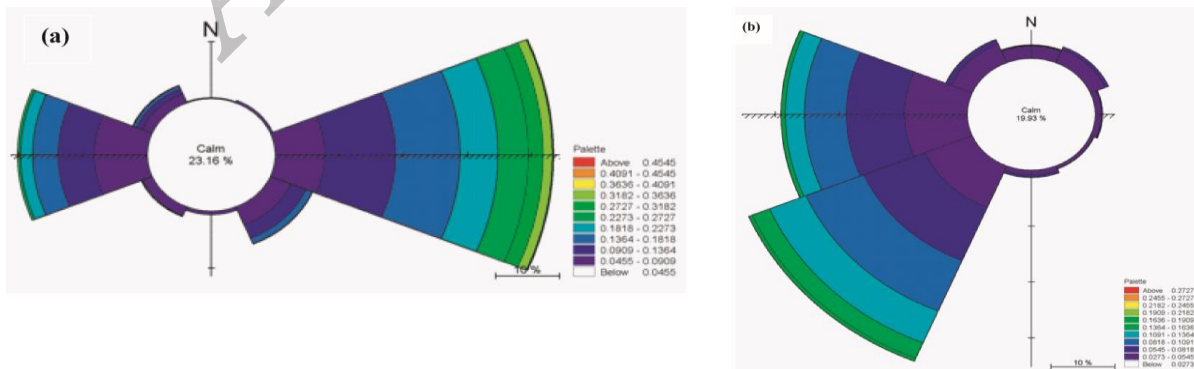 (a)
N
Calm
23.16 %
Palette
Above 0.4545
0.4091 - 0.4545
0.3636 - 0.4091
0.3182 - 0.3636
0.2727 - 0.3182
0.2273 - 0.2727
0.1818 - 0.2273
0.1364 - 0.1818
0.0909 - 0.1364
0.0455 - 0.0909
Below 0.0455
10 %
(b)
N
Calm
19.93 %
Palette
Above 0.2727
0.2455 - 0.2727
0.2182 - 0.2455
0.1909 - 0.2182
0.1636 - 0.1909
0.1364 - 0.1636
0.1091 - 0.1364
0.0818 - 0.1091
0.0545 - 0.0818
0.0273 - 0.0545
Below 0.0273
10 %